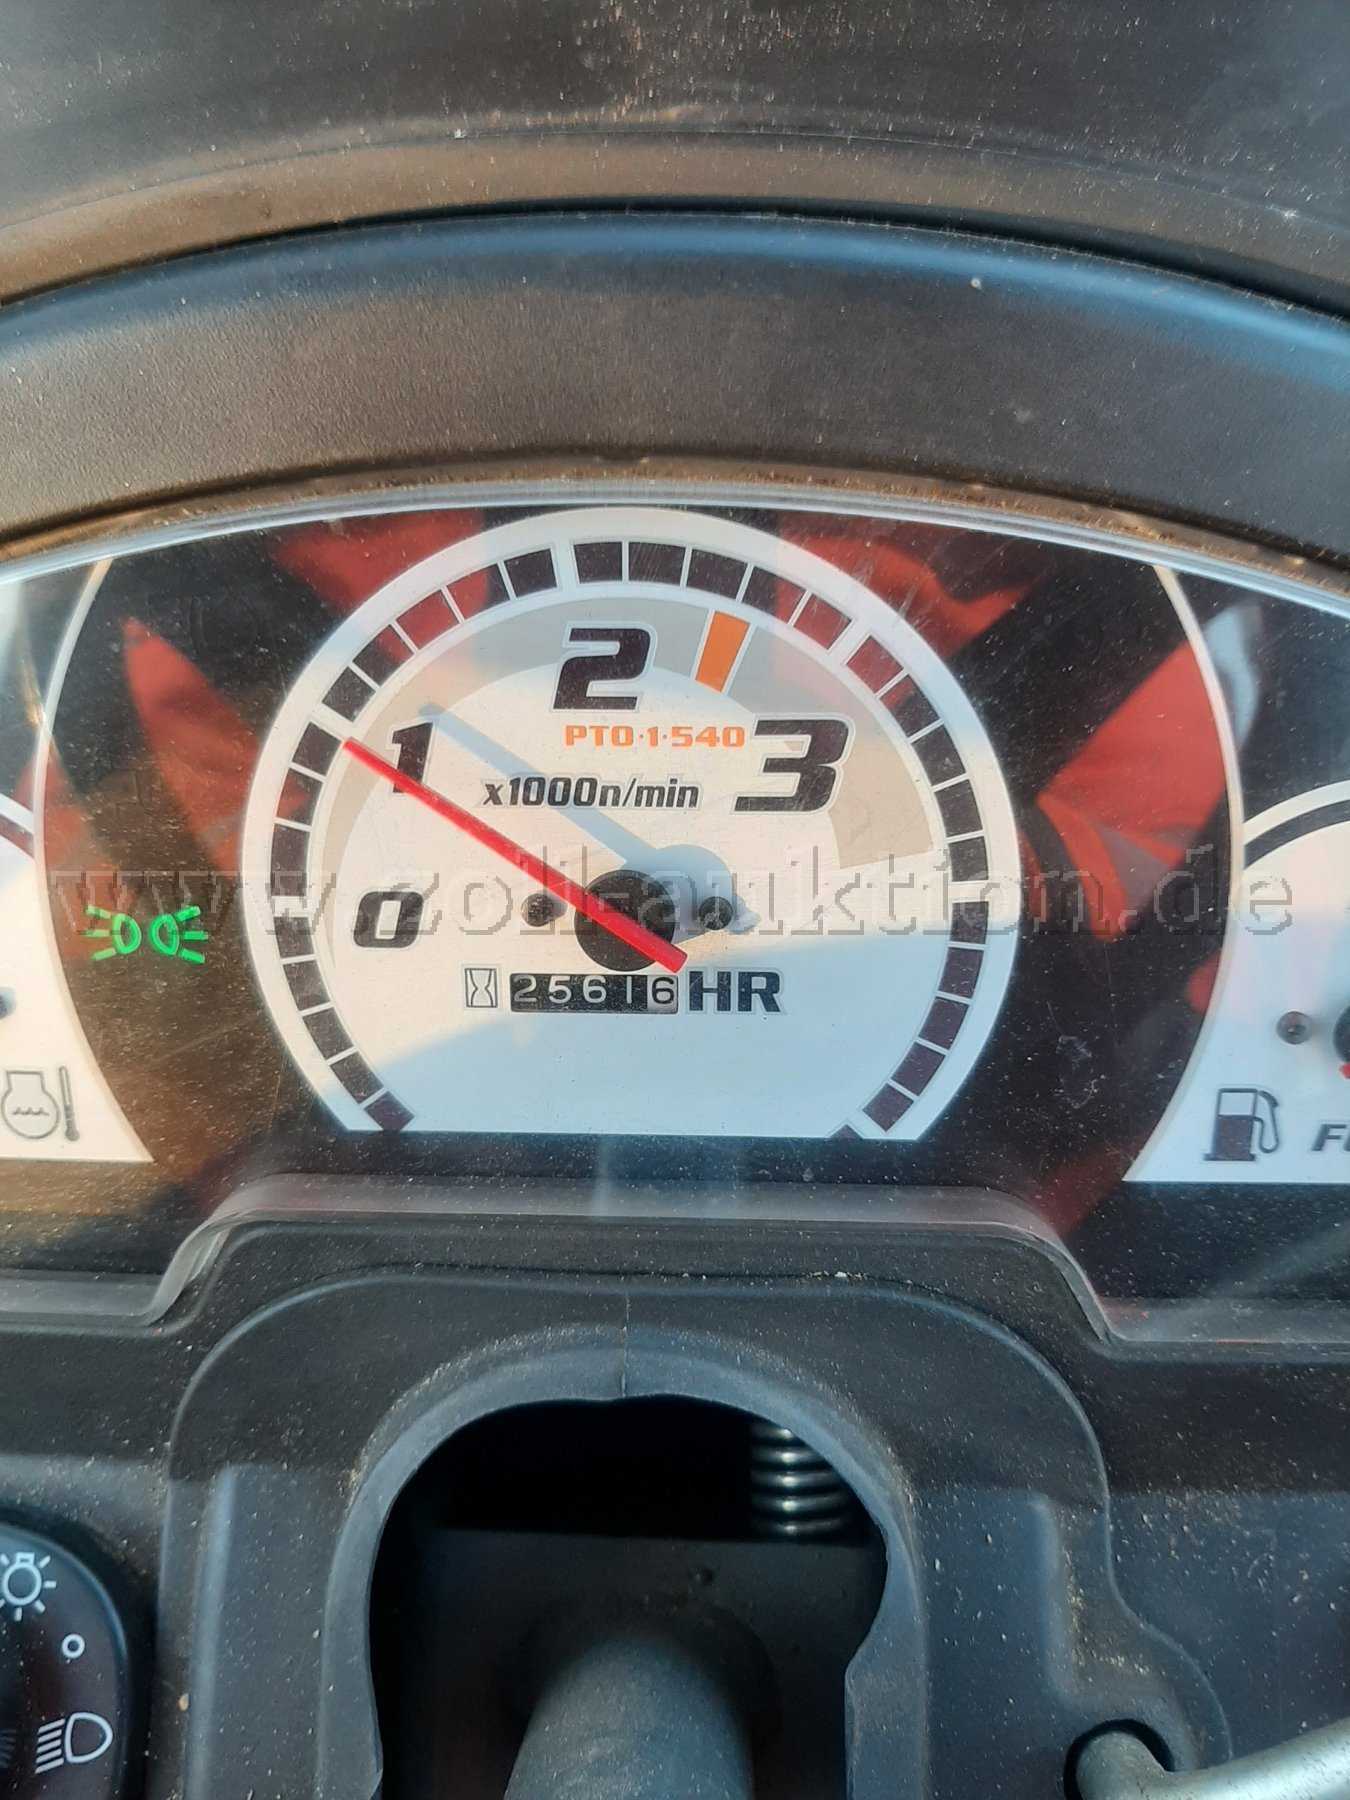 2
PTO·1·540
1
3
x1000n/min
www.zoll-auktion.de
0
25616 HR